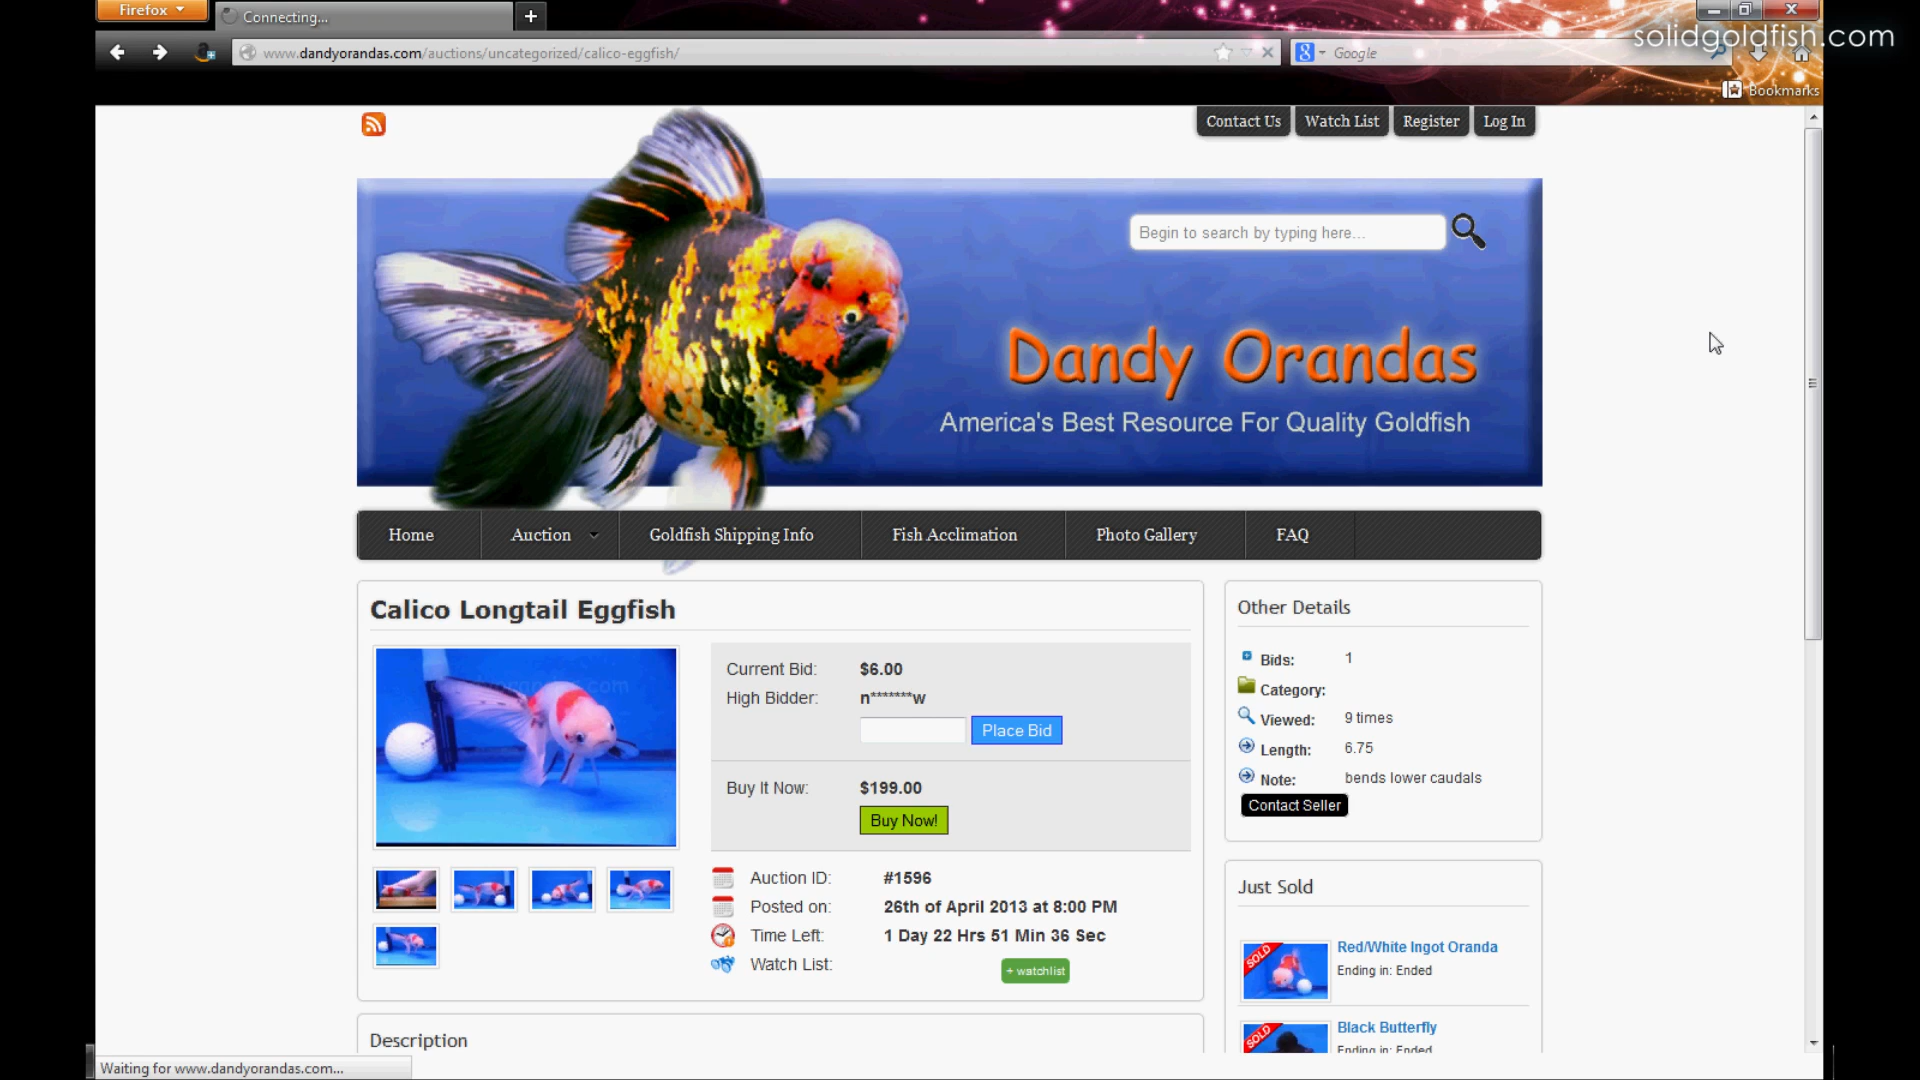 Firefox
Connecting...
solidgoldfish.com
www.dandyorandas.com/auctions/uncategorized/calico-eggfish/
Google
Bookmarks
Contact Us
Watch List
Register
Log In
Begin to search by typing here...
Dandy Orandas
America's Best Resource For Quality Goldfish
Home
Auction
Goldfish Shipping Info
Fish Acclimation
Photo Gallery
FAQ
Calico Longtail Eggfish
Current Bid: $6.00
High Bidder: n*******w
Place Bid
Buy It Now: $199.00
Buy Now!
Auction ID: #1596
Posted on: 26th of April 2013 at 8:00 PM
Time Left: 1 Day 22 Hrs 51 Min 36 Sec
Watch List: + watchlist
Other Details
Bids: 1
Category:
Viewed: 9 times
Length: 6.75
Note: bends lower caudals
Contact Seller
Just Sold
SOLD
Red/White Ingot Oranda
Ending in: Ended
SOLD
Black Butterfly
Ending in: Ended
Description
Waiting for www.dandyorandas.com...